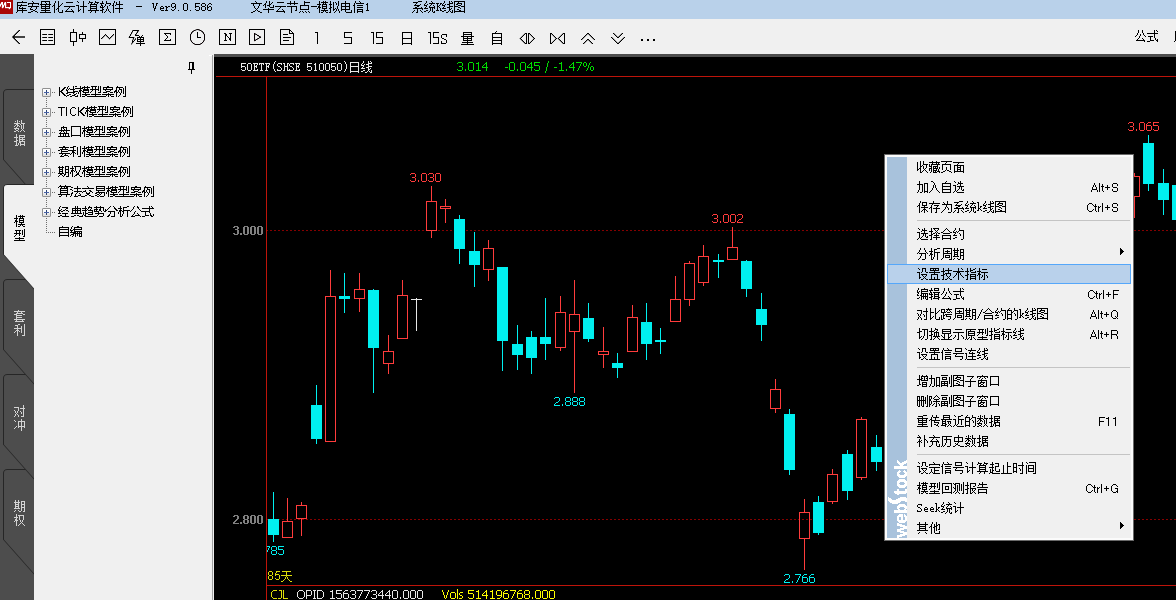 库安量化云计算软件 - Ver9.0.586 文华云节点-模拟电信1 系统K线图
Σ N 1 5 15 日 15S 量 自 ... 公式
50ETF(SHSE 510050)日线 3.014 -0.045 / -1.47%
数据
模型
套利
对冲
期权
K线模型案例
TICK模型案例
盘口模型案例
套利模型案例
期权模型案例
算法交易模型案例
经典趋势分析公式
自编
3.065
3.030
3.002
3.000
2.888
2.800
785
2.766
85天
CJL OPID 1563773440.000 Vols 514196768.000
收藏页面
加入自选 Alt+S
保存为系统k线图 Ctrl+S
选择合约
分析周期
设置技术指标
编辑公式 Ctrl+F
对比跨周期/合约的k线图 Alt+Q
切换显示原型指标线 Alt+R
设置信号连线
增加副图子窗口
删除副图子窗口
重传最近的数据 F11
补充历史数据
设定信号计算起止时间
模型回测报告 Ctrl+G
Seek统计
其他
webstock